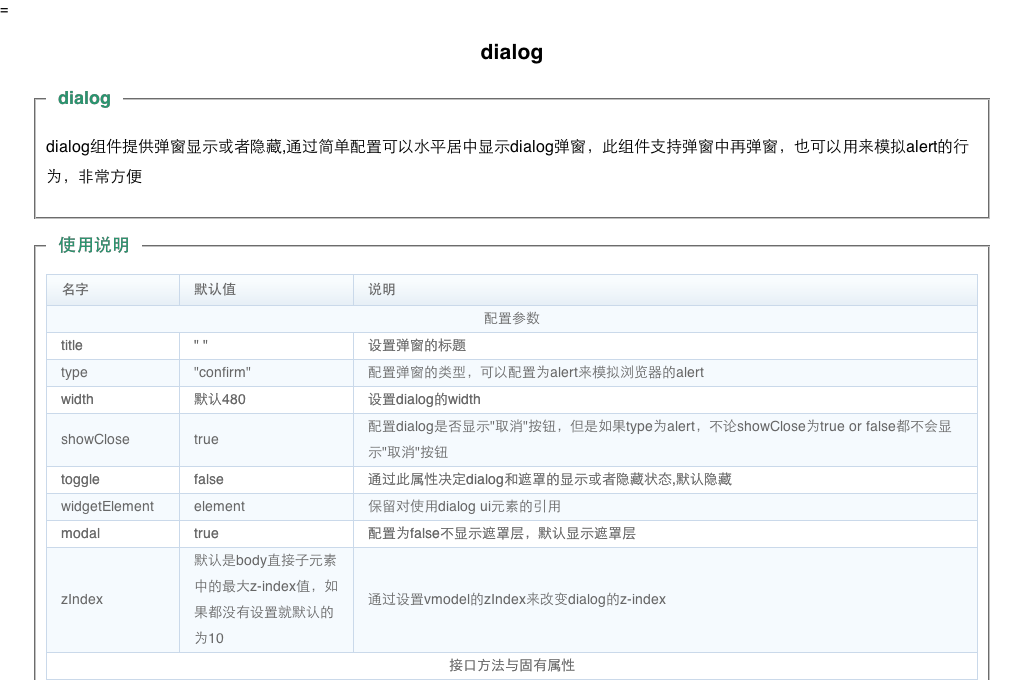 =
dialog
dialog
dialog组件提供弹窗显示或者隐藏,通过简单配置可以水平居中显示dialog弹窗，此组件支持弹窗中再弹窗，也可以用来模拟alert的行
为，非常方便
使用说明
名字 默认值 说明
配置参数
title " " 设置弹窗的标题
type "confirm" 配置弹窗的类型，可以配置为alert来模拟浏览器的alert
width 默认480 设置dialog的width
showClose true 配置dialog是否显示"取消"按钮，但是如果type为alert，不论showClose为true or false都不会显
示"取消"按钮
toggle false 通过此属性决定dialog和遮罩的显示或者隐藏状态,默认隐藏
widgetElement element 保留对使用dialog ui元素的引用
modal true 配置为false不显示遮罩层，默认显示遮罩层
zIndex 默认是body直接子元素
中的最大z-index值，如
果都没有设置就默认的
为10
通过设置vmodel的zIndex来改变dialog的z-index
接口方法与固有属性